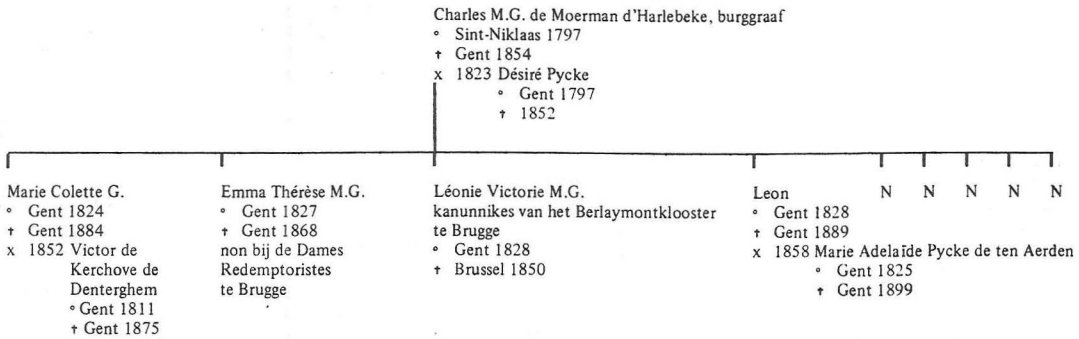 Charles M.G. de Moerman d'Harlebeke, burggraaf
° Sint-Niklaas 1797
† Gent 1854
x 1823 Désiré Pycke
° Gent 1797
† 1852
Marie Colette G.
° Gent 1824
† Gent 1884
x 1852 Victor de
Kerchove de
Denterghem
° Gent 1811
† Gent 1875
Emma Thérèse M.G.
° Gent 1827
† Gent 1868
non bij de Dames
Redemptoristes
te Brugge
Léonie Victorie M.G.
kanunnikes van het Berlaymontklooster
te Brugge
° Gent 1828
† Brussel 1850
Leon
° Gent 1828
† Gent 1889
x 1858 Marie Adelaïde Pycke de ten Aerden
° Gent 1825
† Gent 1899
N N N N N